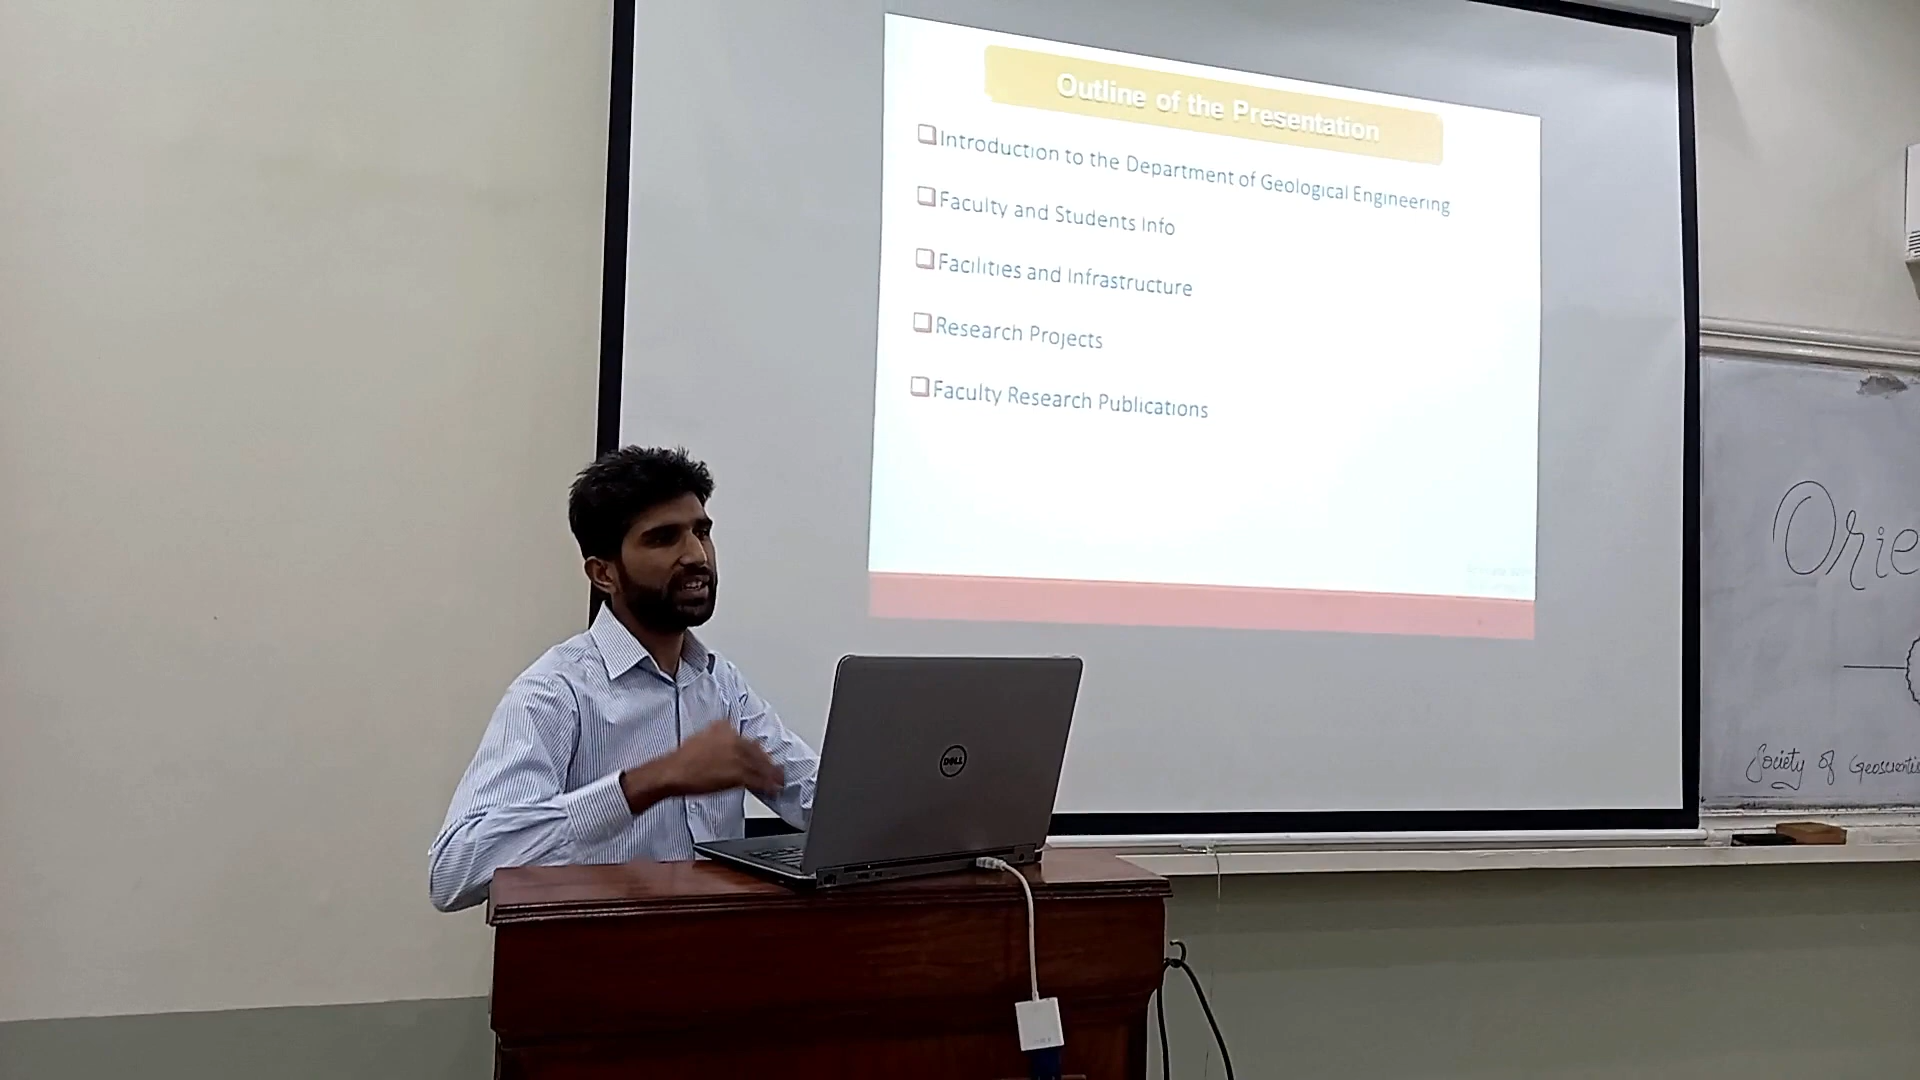 Outline of the Presentation
Introduction to the Department of Geological Engineering
Faculty and Students Info
Facilities and Infrastructure
Research Projects
Faculty Research Publications
DELL
Orie
Society of Geoscientis